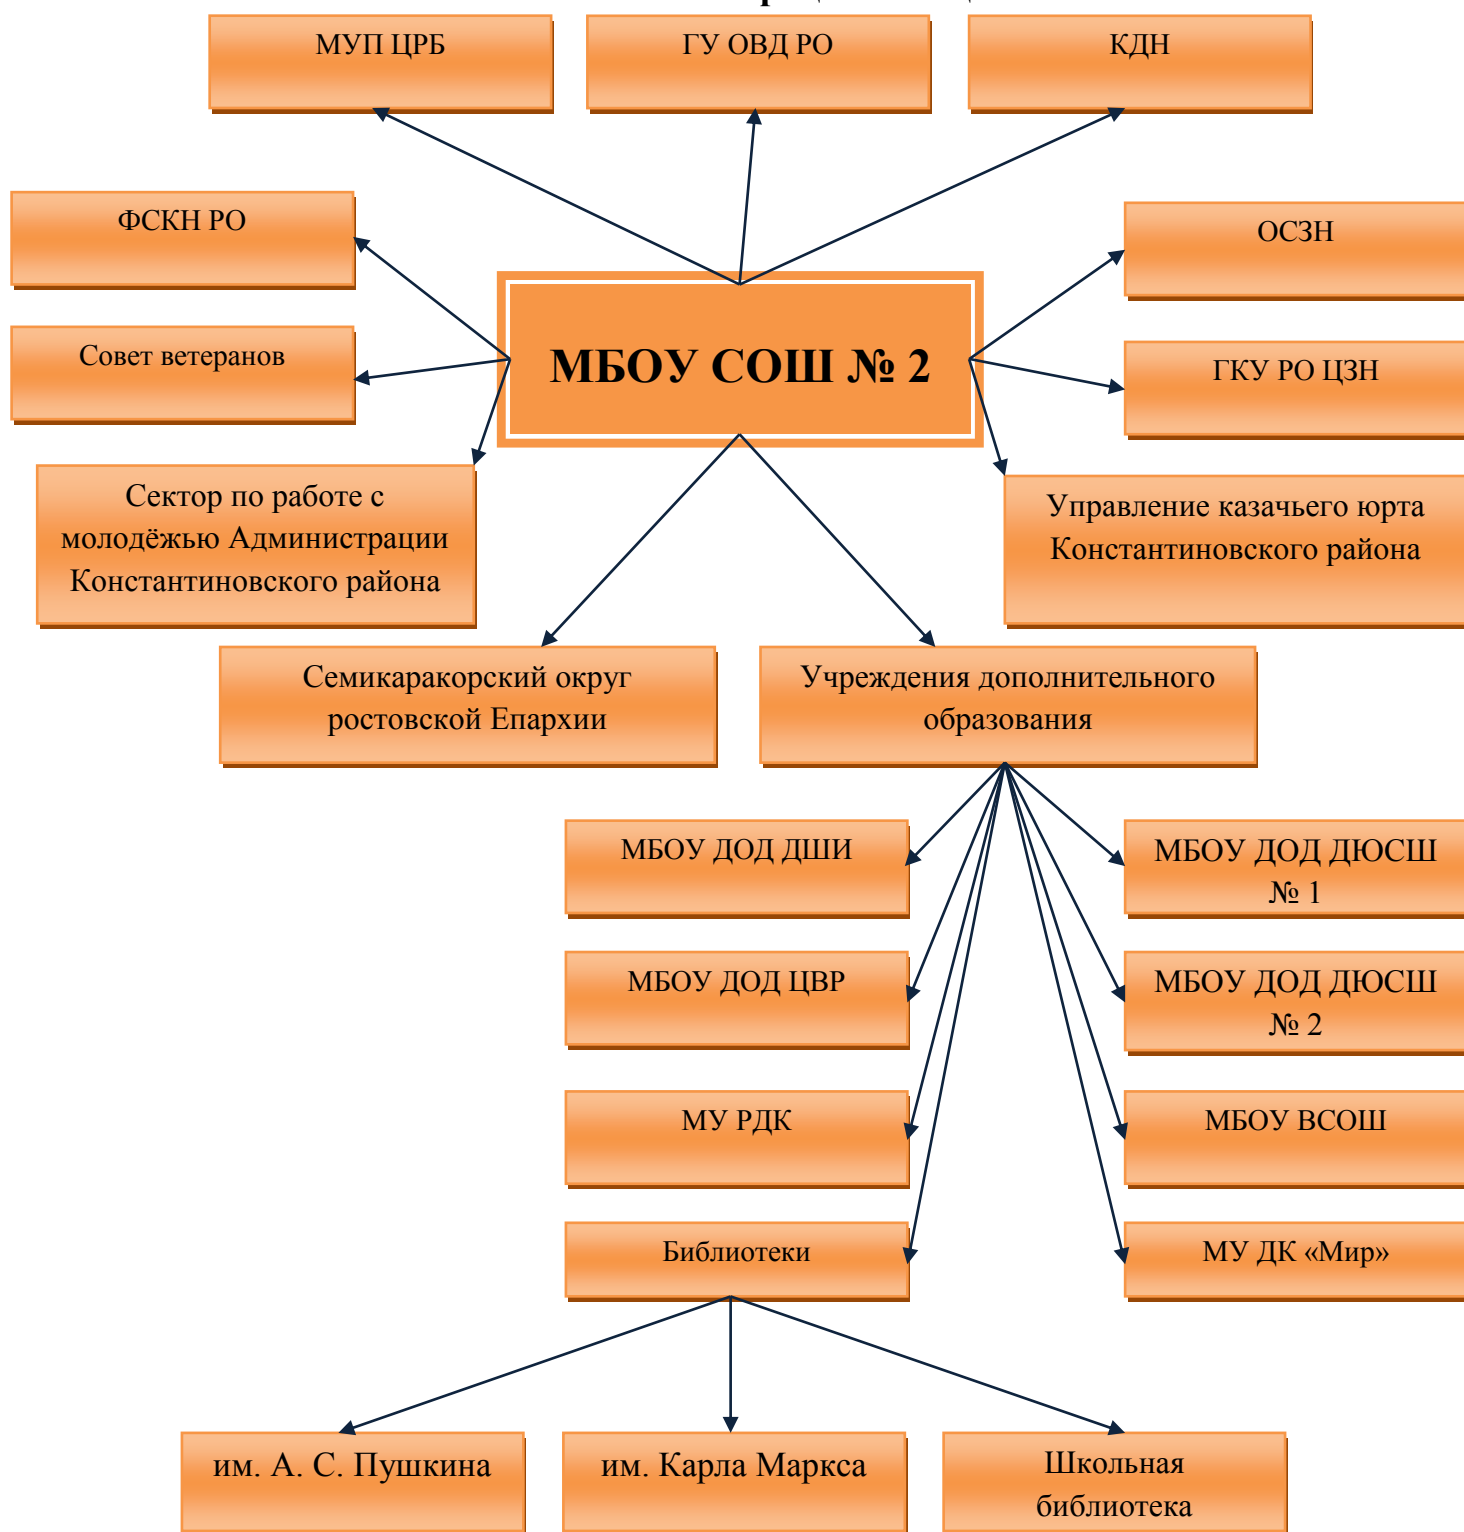 МУП ЦРБ
ГУ ОВД РО
КДН
ФСКН РО
ОСЗН
Совет ветеранов
МБОУ СОШ № 2
ГКУ РО ЦЗН
Сектор по работе с
молодёжью Администрации
Константиновского района
Управление казачьего юрта
Константиновского района
Семикаракорский округ
ростовской Епархии
Учреждения дополнительного
образования
МБОУ ДОД ДШИ
МБОУ ДОД ДЮСШ
№ 1
МБОУ ДОД ЦВР
МБОУ ДОД ДЮСШ
№ 2
МУ РДК
МБОУ ВСОШ
Библиотеки
МУ ДК «Мир»
им. А. С. Пушкина
им. Карла Маркса
Школьная
библиотека